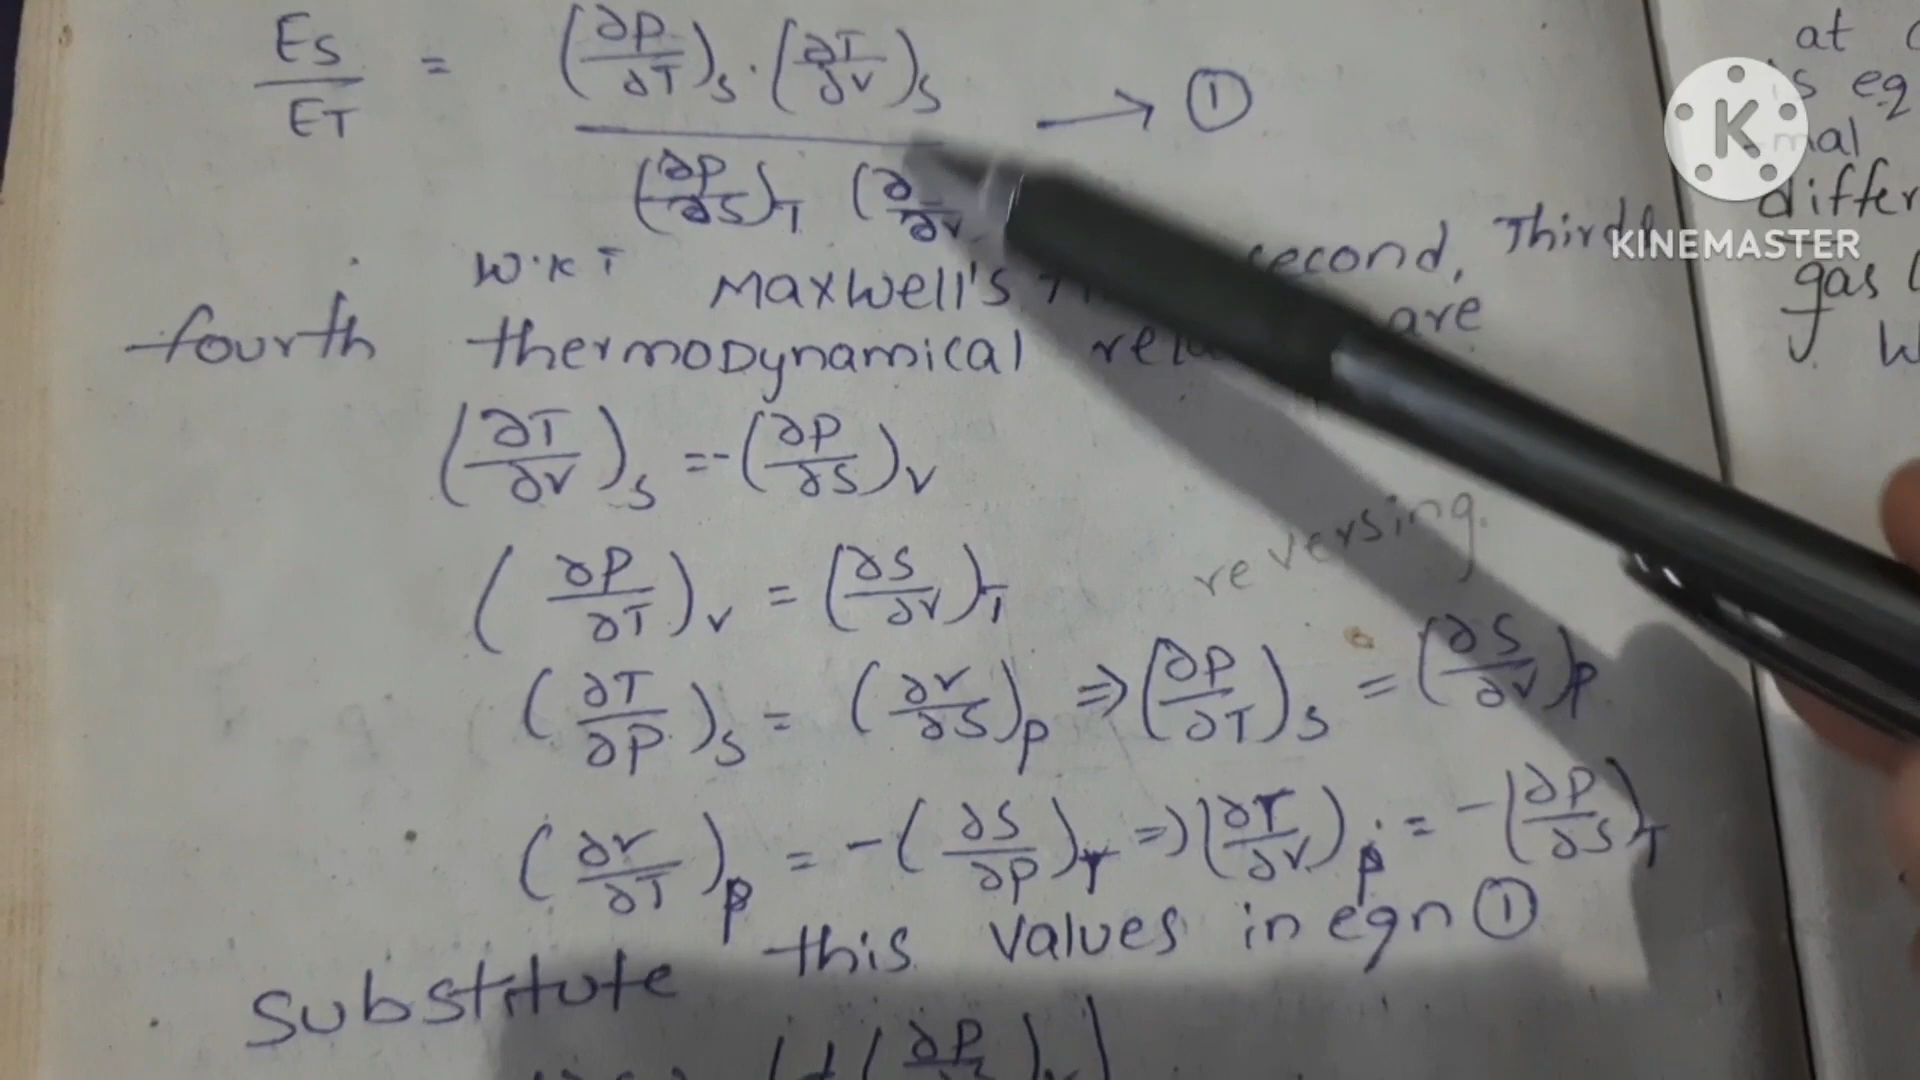 Es/ET = (∂P/∂T)s · (∂T/∂V)s / (∂P/∂S)T (∂ /∂V → ①
W.K.T Maxwell's second, Third
fourth thermoDynamical are
(∂T/∂V)s = -(∂P/∂S)v
(∂P/∂T)v = (∂S/∂V)T
reversing.
(∂T/∂P)s = (∂V/∂S)p ⇒ (∂P/∂T)s = (∂S/∂V)p
(∂V/∂T)p = -(∂S/∂P)T ⇒ (∂T/∂V)p = -(∂P/∂S)T
substitute this values in eqn ①
at
is eq
mal
differ
gas
K
KINEMASTER